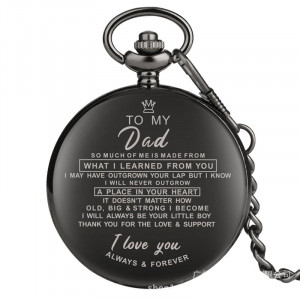 TO MY
Dad
SO MUCH OF ME IS MADE FROM
WHAT I LEARNED FROM YOU
I MAY HAVE OUTGROWN YOUR LAP BUT I KNOW
I WILL NEVER OUTGROW
A PLACE IN YOUR HEART
IT DOESN'T MATTER HOW
OLD, BIG & STRONG I BECOME
I WILL ALWAYS BE YOUR LITTLE BOY
THANK YOU FOR THE LOVE & SUPPORT
I love you
ALWAYS & FOREVER